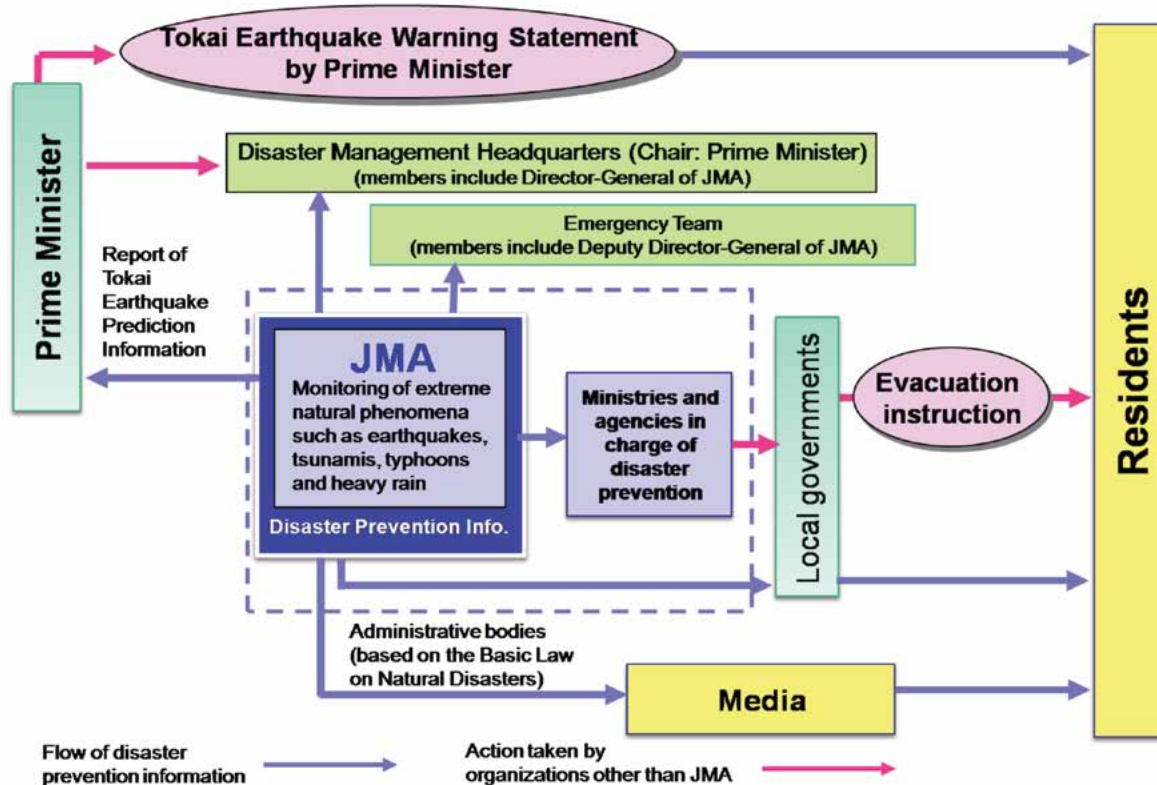 Tokai Earthquake Warning Statement
by Prime Minister
Prime Minister
Disaster Management Headquarters (Chair: Prime Minister)
(members include Director-General of JMA)
Emergency Team
(members include Deputy Director-General of JMA)
Report of
Tokai
Earthquake
Prediction
Information
JMA
Monitoring of extreme
natural phenomena
such as earthquakes,
tsunamis, typhoons
and heavy rain
Disaster Prevention Info.
Ministries and
agencies in
charge of
disaster
prevention
Local governments
Evacuation
instruction
Residents
Administrative bodies
(based on the Basic Law
on Natural Disasters)
Media
Flow of disaster
prevention information
Action taken by
organizations other than JMA